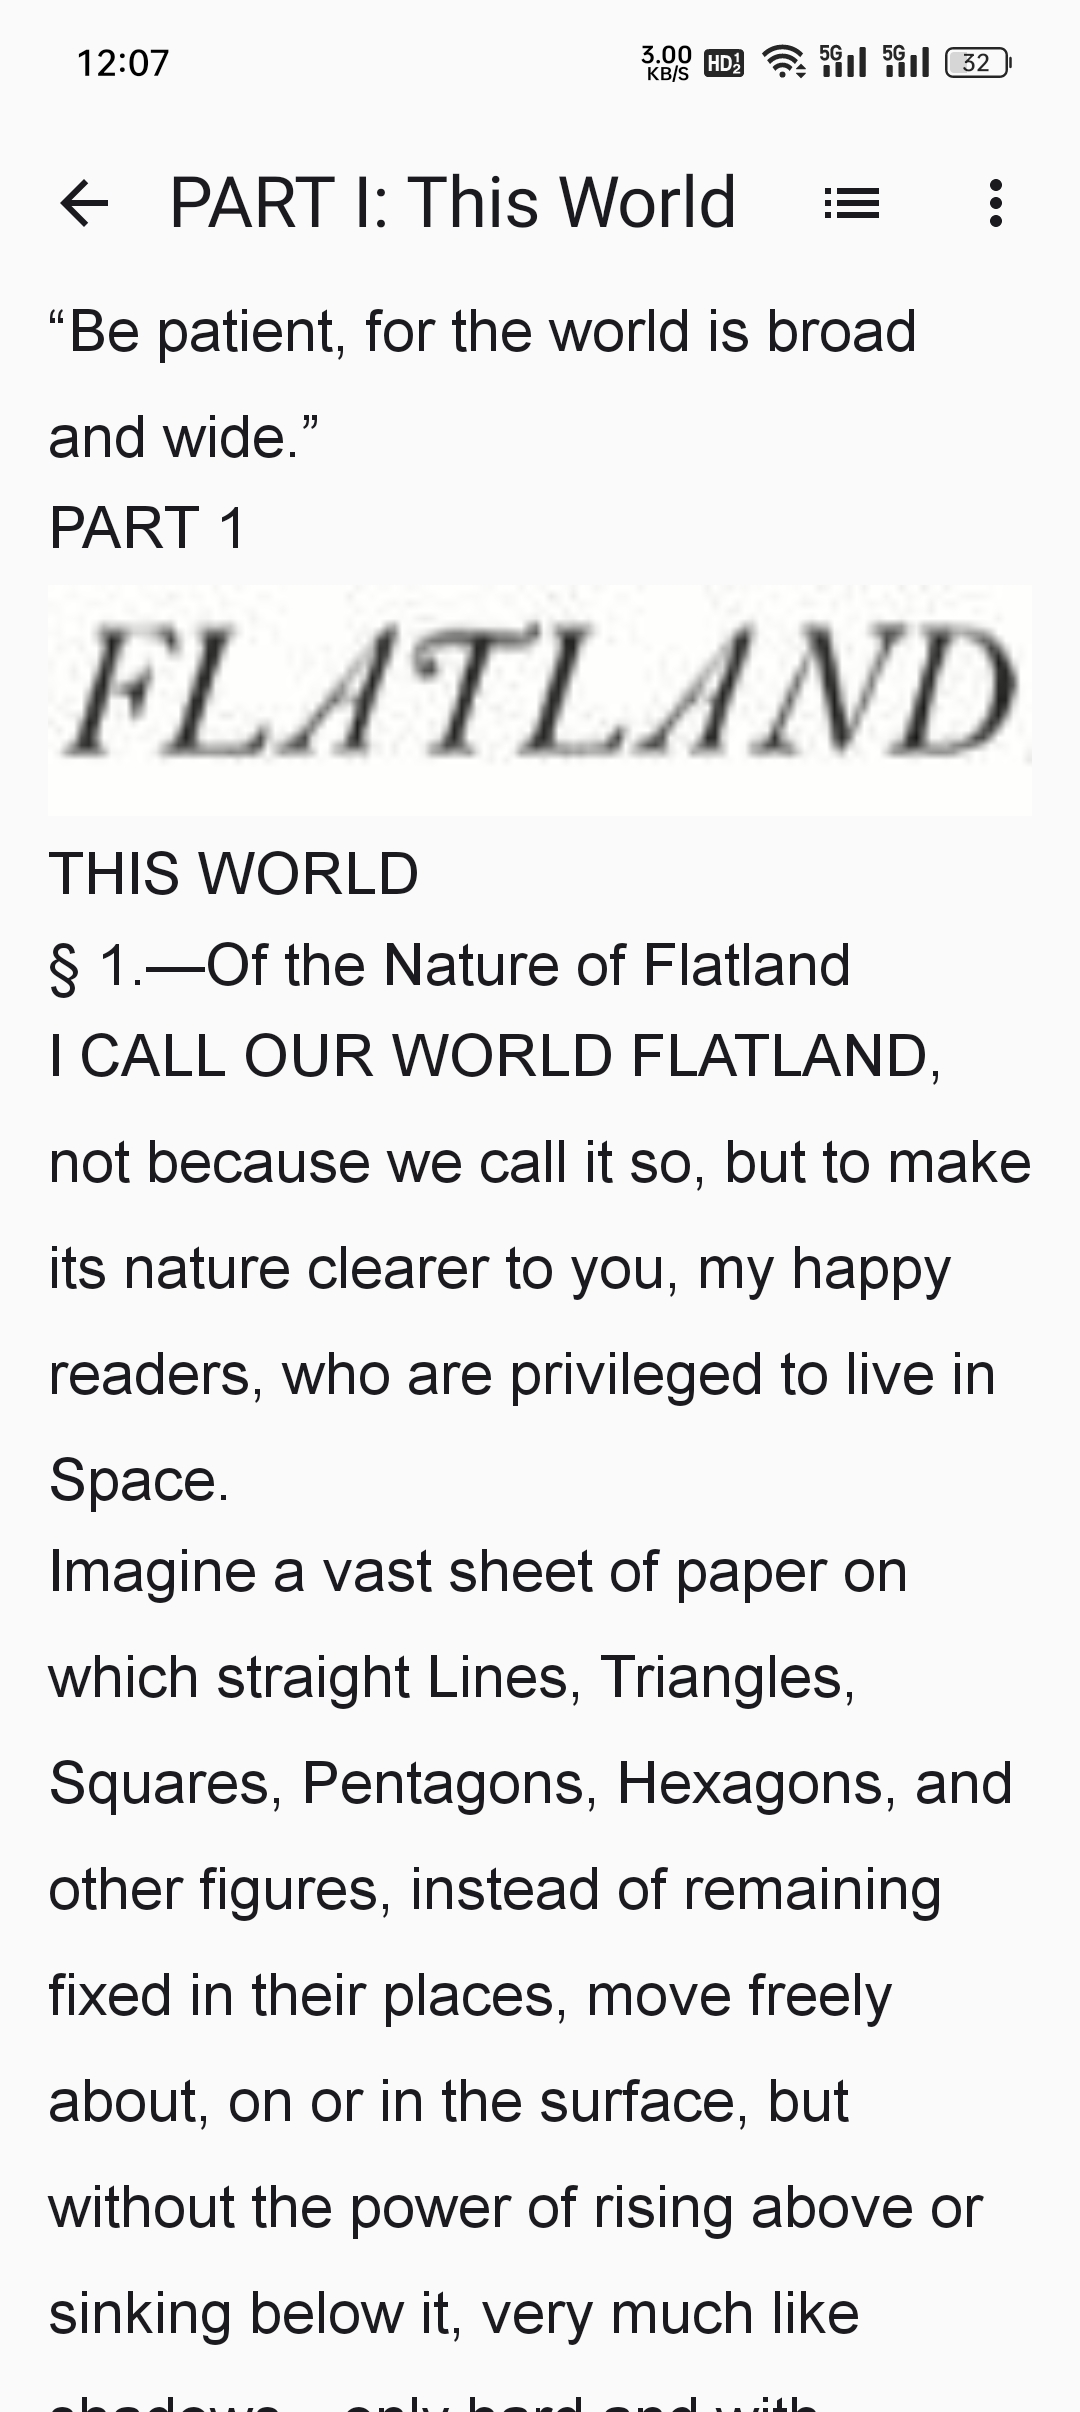 12:07
3.00
KB/S
HD 1 2
5G
5G
32
PART I: This World
“Be patient, for the world is broad
and wide.”
PART 1
FLATLAND
THIS WORLD
§ 1.—Of the Nature of Flatland
I CALL OUR WORLD FLATLAND,
not because we call it so, but to make
its nature clearer to you, my happy
readers, who are privileged to live in
Space.
Imagine a vast sheet of paper on
which straight Lines, Triangles,
Squares, Pentagons, Hexagons, and
other figures, instead of remaining
fixed in their places, move freely
about, on or in the surface, but
without the power of rising above or
sinking below it, very much like